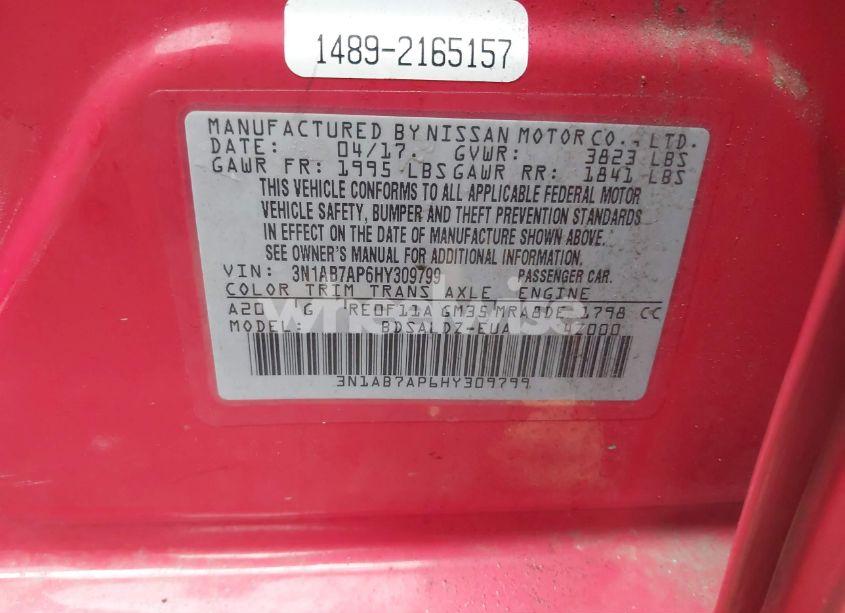 1489-2165157
MANUFACTURED BY NISSAN MOTOR CO., LTD.
DATE: 04/17 GVWR: 3823 LBS
GAWR FR: 1995 LBS GAWR RR: 1841 LBS
THIS VEHICLE CONFORMS TO ALL APPLICABLE FEDERAL MOTOR
VEHICLE SAFETY, BUMPER AND THEFT PREVENTION STANDARDS
IN EFFECT ON THE DATE OF MANUFACTURE SHOWN ABOVE.
SEE OWNER'S MANUAL FOR ADDITIONAL INFORMATION.
VIN: 3N1AB7AP6HY309799 PASSENGER CAR.
COLOR TRIM TRANS AXLE ENGINE
A20 G RE0F11A GM35 MRA8DE 1798 CC
MODEL: BDSALDZ-EUA
3N1AB7AP6HY309799